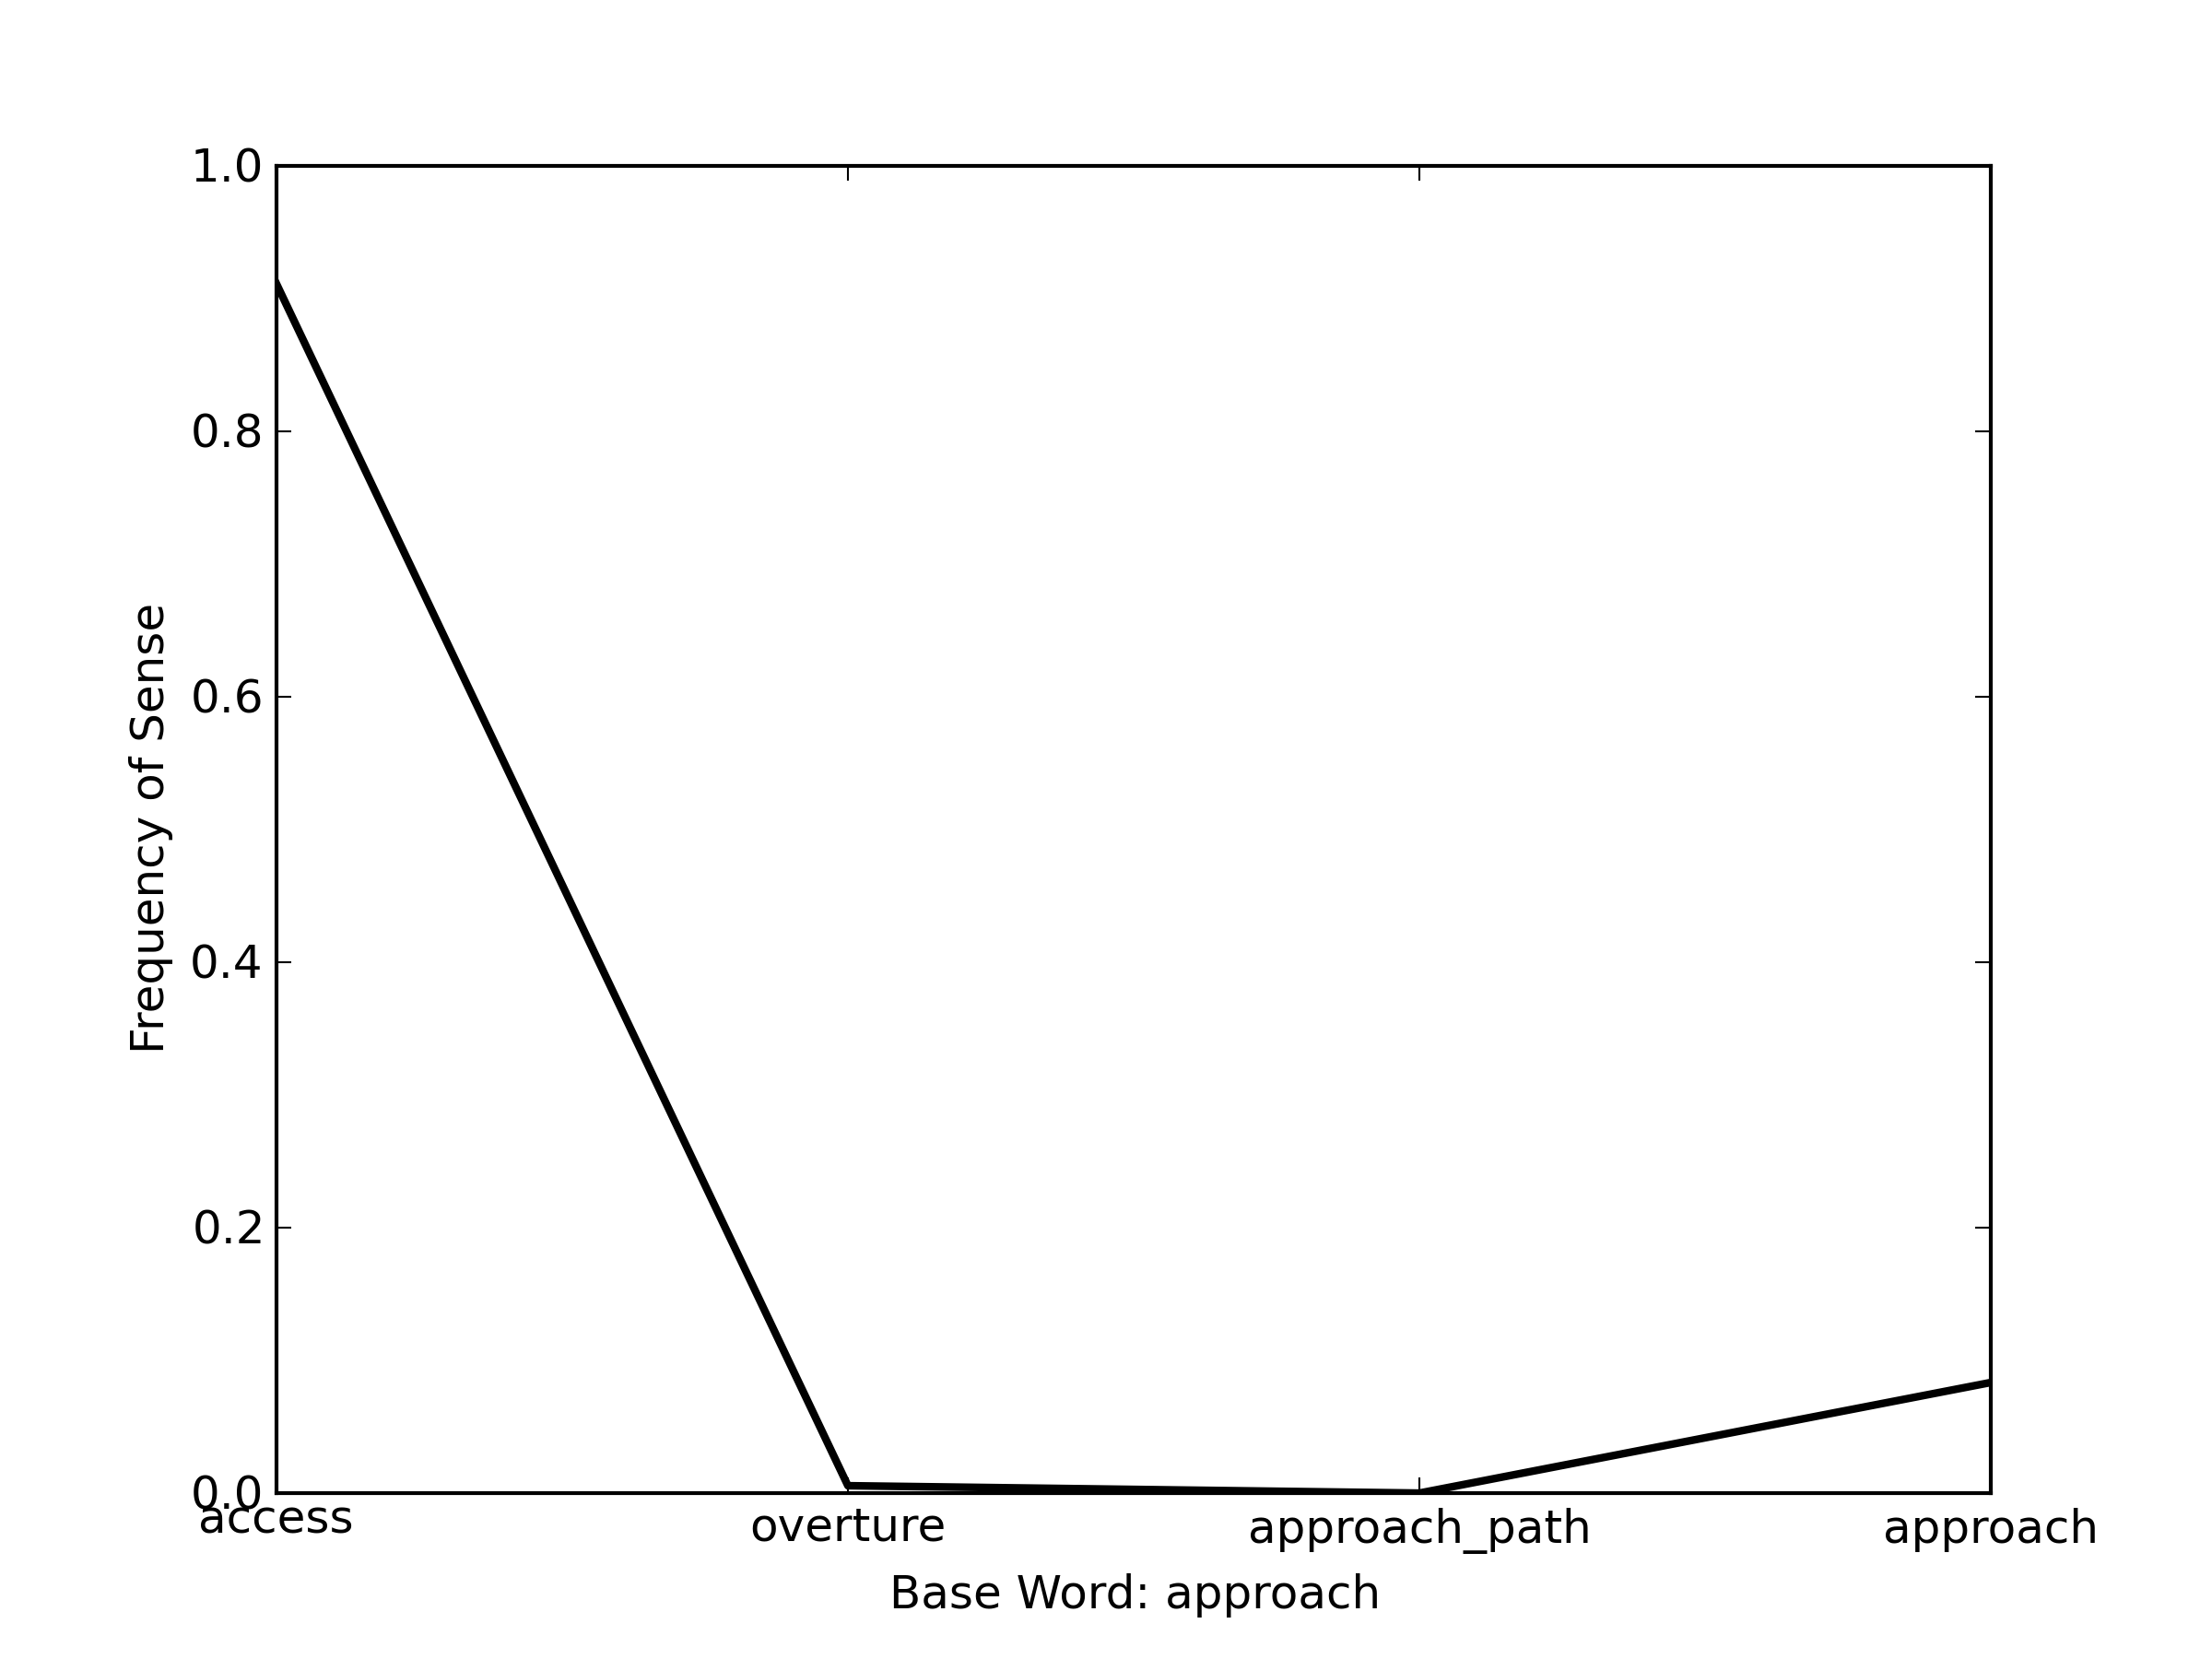 1.0
0.8
0.6
0.4
0.2
0.0
Frequency of Sense
access
overture
approach_path
approach
Base Word: approach